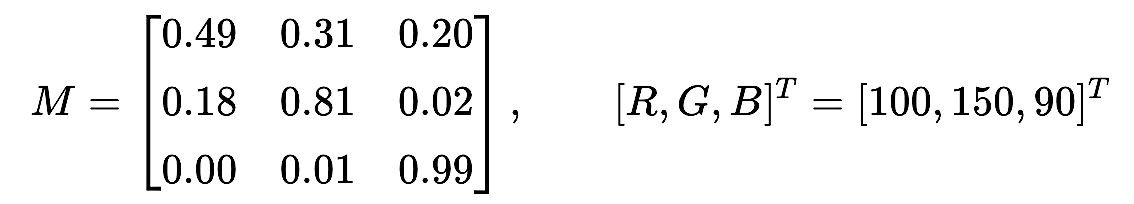 M = [0.49 0.31 0.20
0.18 0.81 0.02
0.00 0.01 0.99], [R, G, B]^T = [100, 150, 90]^T